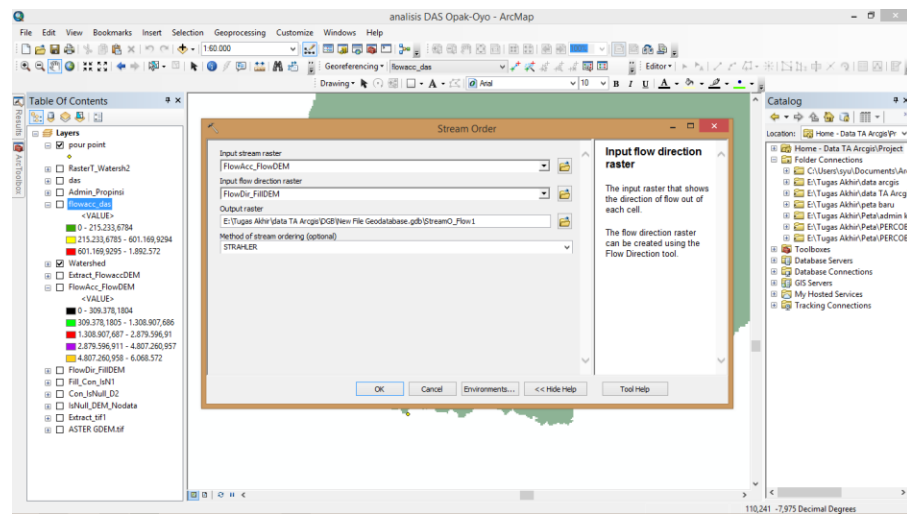 analisis DAS Opak-Oyo - ArcMap
File Edit View Bookmarks Insert Selection Geoprocessing Customize Windows Help
1:60.000
Georeferencing flowacc_das
Editor
Drawing A Arial 10 B I U A
Table Of Contents
Results
ArcToolbox
Layers
pour point
RasterT_Watersh2
das
Admin_Propinsi
flowacc_das
<VALUE>
0 - 215.233,6784
215.233,6785 - 601.169,9294
601.169,9295 - 1.892.572
Watershed
Extract_FlowaccDEM
FlowAcc_FlowDEM
<VALUE>
0 - 309.378,1804
309.378,1805 - 1.308.907,686
1.308.907,687 - 2.879.596,91
2.879.596,911 - 4.807.260,957
4.807.260,958 - 6.068.572
FlowDir_FillDEM
Fill_Con_IsN1
Con_IsNull_D2
IsNull_DEM_Nodata
Extract_tif1
ASTER GDEM.tif
Stream Order
Input stream raster
FlowAcc_FlowDEM
Input flow direction raster
FlowDir_FillDEM
Output raster
E:\Tugas Akhir\data TA Arcgis\DGB\New File Geodatabase.gdb\StreamO_Flow1
Method of stream ordering (optional)
STRAHLER
Input flow direction
raster
The input raster that shows
the direction of flow out of
each cell.
The flow direction raster
can be created using the
Flow Direction tool.
OK Cancel Environments... << Hide Help Tool Help
Catalog
Location: Home - Data TA Arcgis\Pr
Home - Data TA Arcgis\Project
Folder Connections
C:\Users\syu\Documents\Ar
E:\Tugas Akhir\data arcgis
E:\Tugas Akhir\data TA Arcg
E:\Tugas Akhir\peta baru
E:\Tugas Akhir\Peta\admin k
E:\Tugas Akhir\Peta\PERCOB
E:\Tugas Akhir\Peta\PERCOB
Toolboxes
Database Servers
Database Connections
GIS Servers
My Hosted Services
Tracking Connections
110,241 -7,975 Decimal Degrees